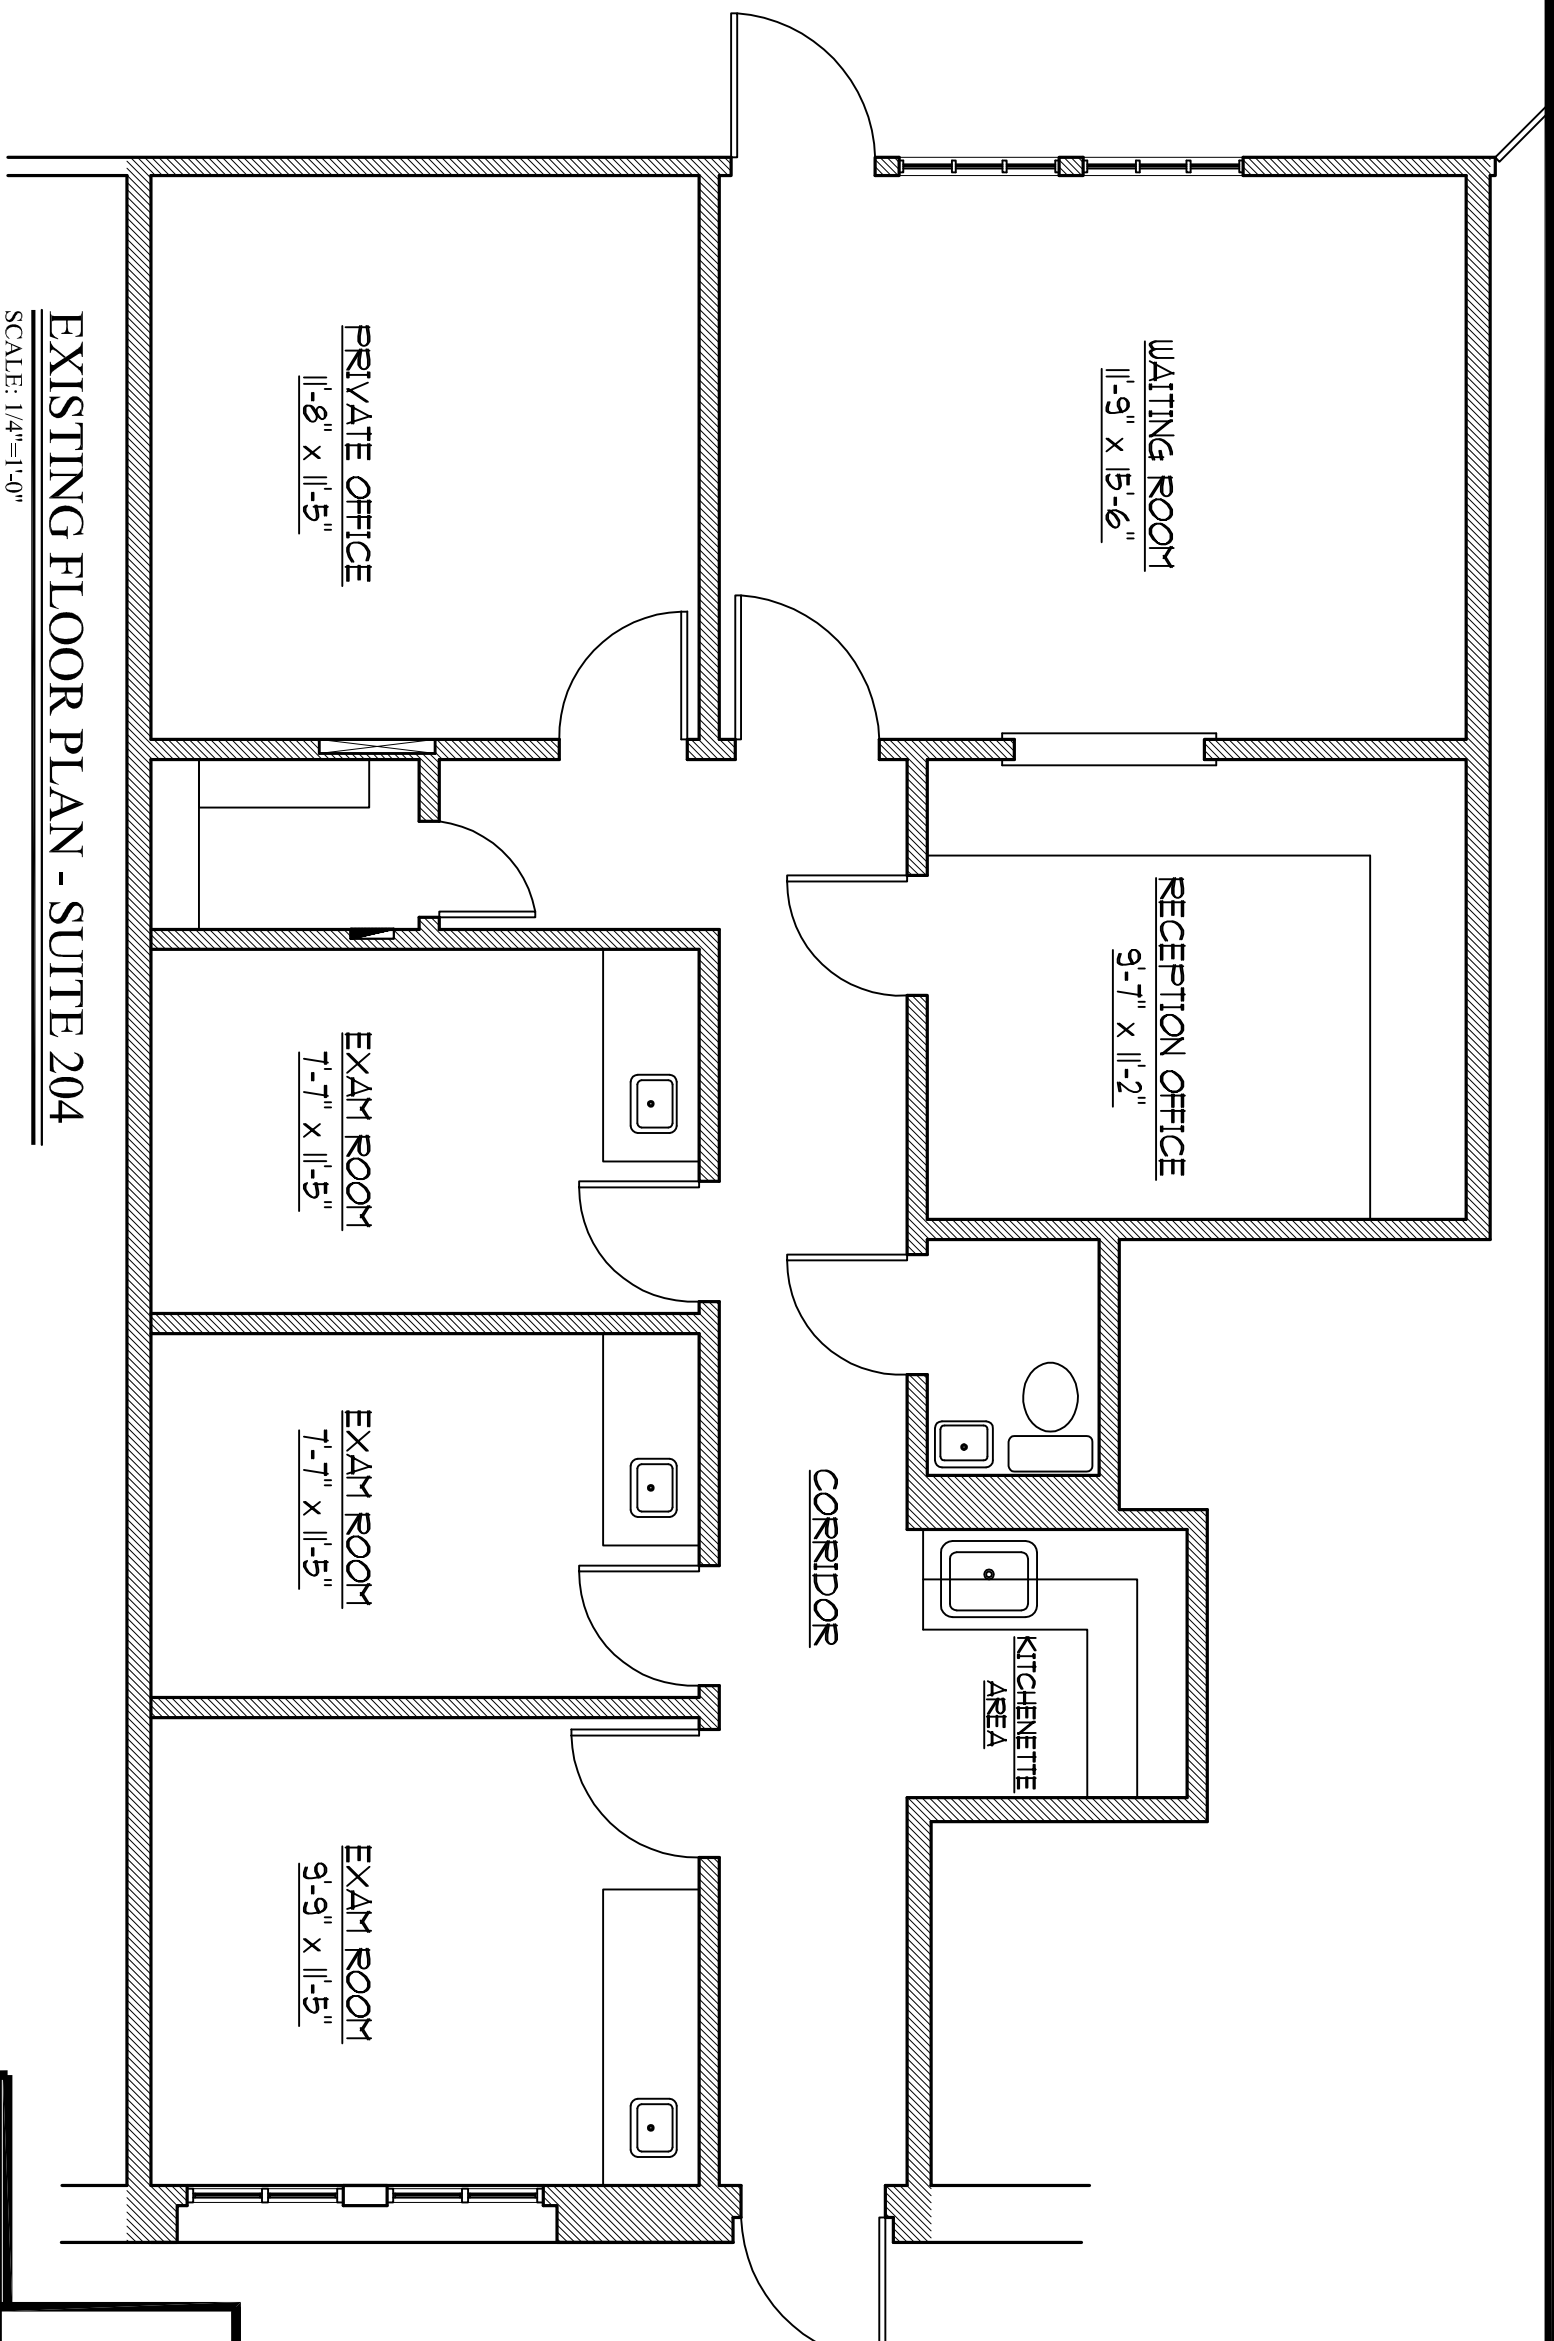 WAITING ROOM
11'-9" x 15'-6"
RECEPTION OFFICE
9'-7" x 11'-2"
KITCHENETTE
AREA
CORRIDOR
PRIVATE OFFICE
11'-8" x 11'-5"
EXAM ROOM
7'-7" x 11'-5"
EXAM ROOM
7'-7" x 11'-5"
EXAM ROOM
9'-9" x 11'-5"
EXISTING FLOOR PLAN - SUITE 204
SCALE: 1/4"=1'-0"